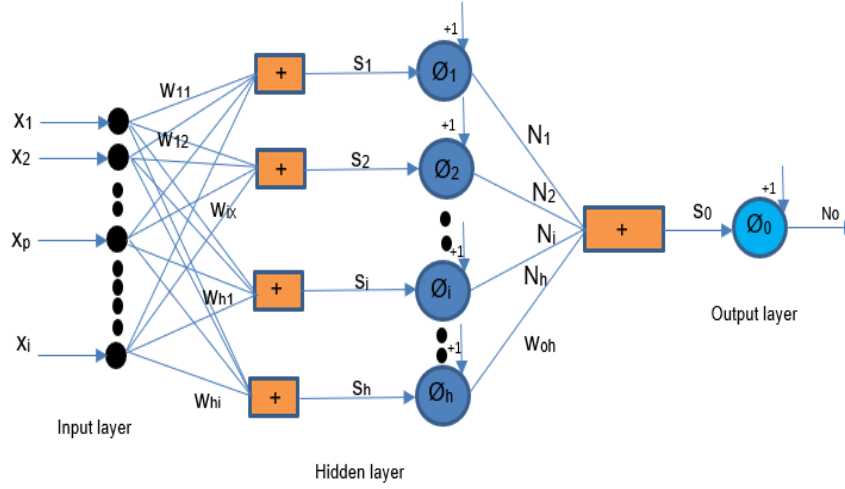 +1
+ S1 Ø1
W11
X1
+1
N1
W12
X2
+ S2 Ø2
N2
+1
Wix
Xp
+ S0 Ø0 No
Ni
+1
Nh
Wh1
+ Si Øi
Output layer
+1
Woh
Xi
+ Sh Øh
Whi
Input layer
Hidden layer